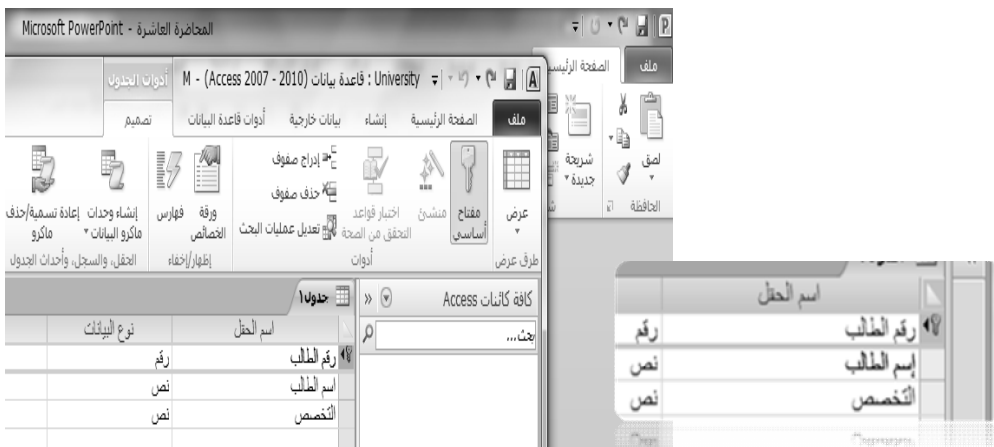 المحاضرة العاشرة - Microsoft PowerPoint
ملف
الصفحة الرئيسي
لصق
شريحة جديدة
الحافظة
University : قاعدة بيانات (Access 2007 - 2010) - M
أدوات الجدول
ملف
الصفحة الرئيسية
إنشاء
بيانات خارجية
أدوات قاعدة البيانات
تصميم
عرض
مفتاح أساسي
منشئ
اختبار قواعد التحقق من الصحة
إدراج صفوف
حذف صفوف
تعديل عمليات البحث
ورقة الخصائص
فهارس
إنشاء وحدات ماكرو البيانات
إعادة تسمية/حذف ماكرو
طرق عرض
أدوات
إظهار/إخفاء
الحقل، والسجل، وأحداث الجدول
كافة كائنات Access
بحث...
جدول١
اسم الحقل نوع البيانات
رقم الطالب رقم
اسم الطالب نص
التخصص نص
اسم الحقل
رقم الطالب رقم
إسم الطالب نص
التخصص نص